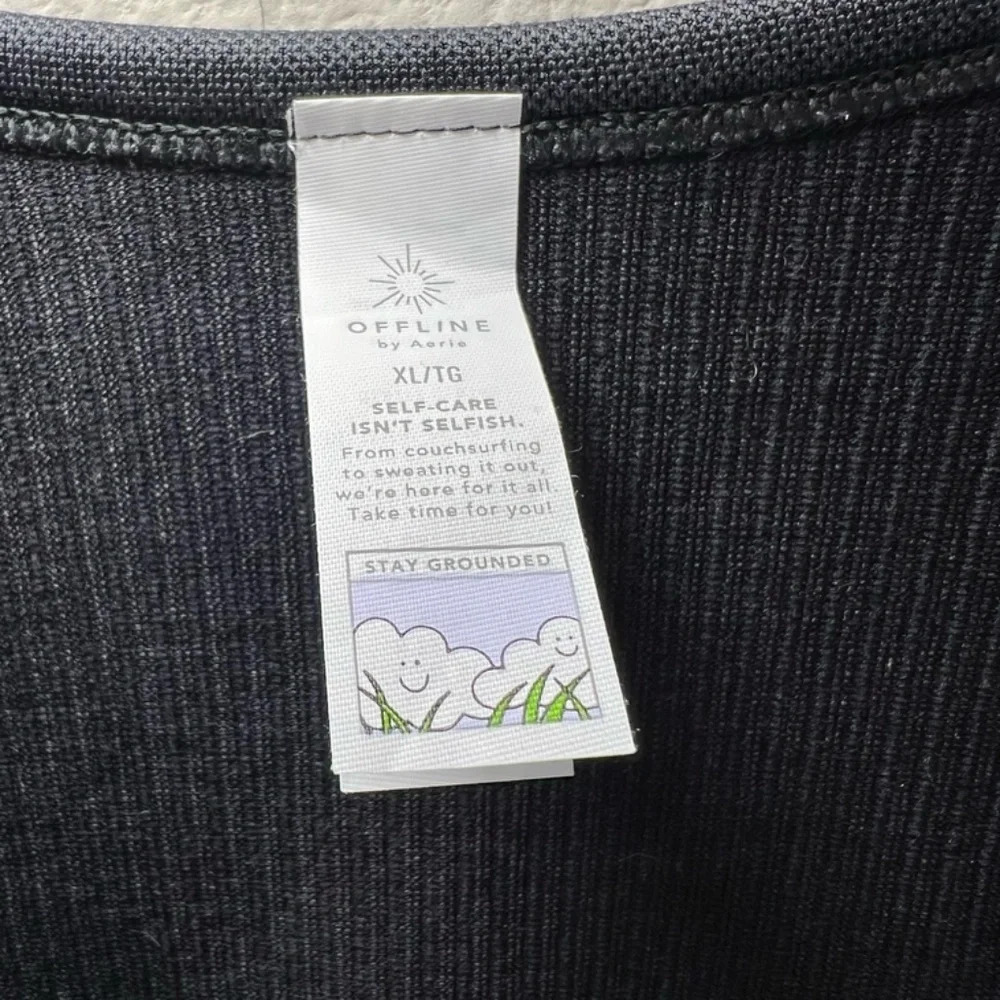 OFFLINE
by Aerie
XL/TG
SELF-CARE
ISN'T SELFISH.
From couchsurfing
to sweating it out,
we're here for it all.
Take time for you!
STAY GROUNDED